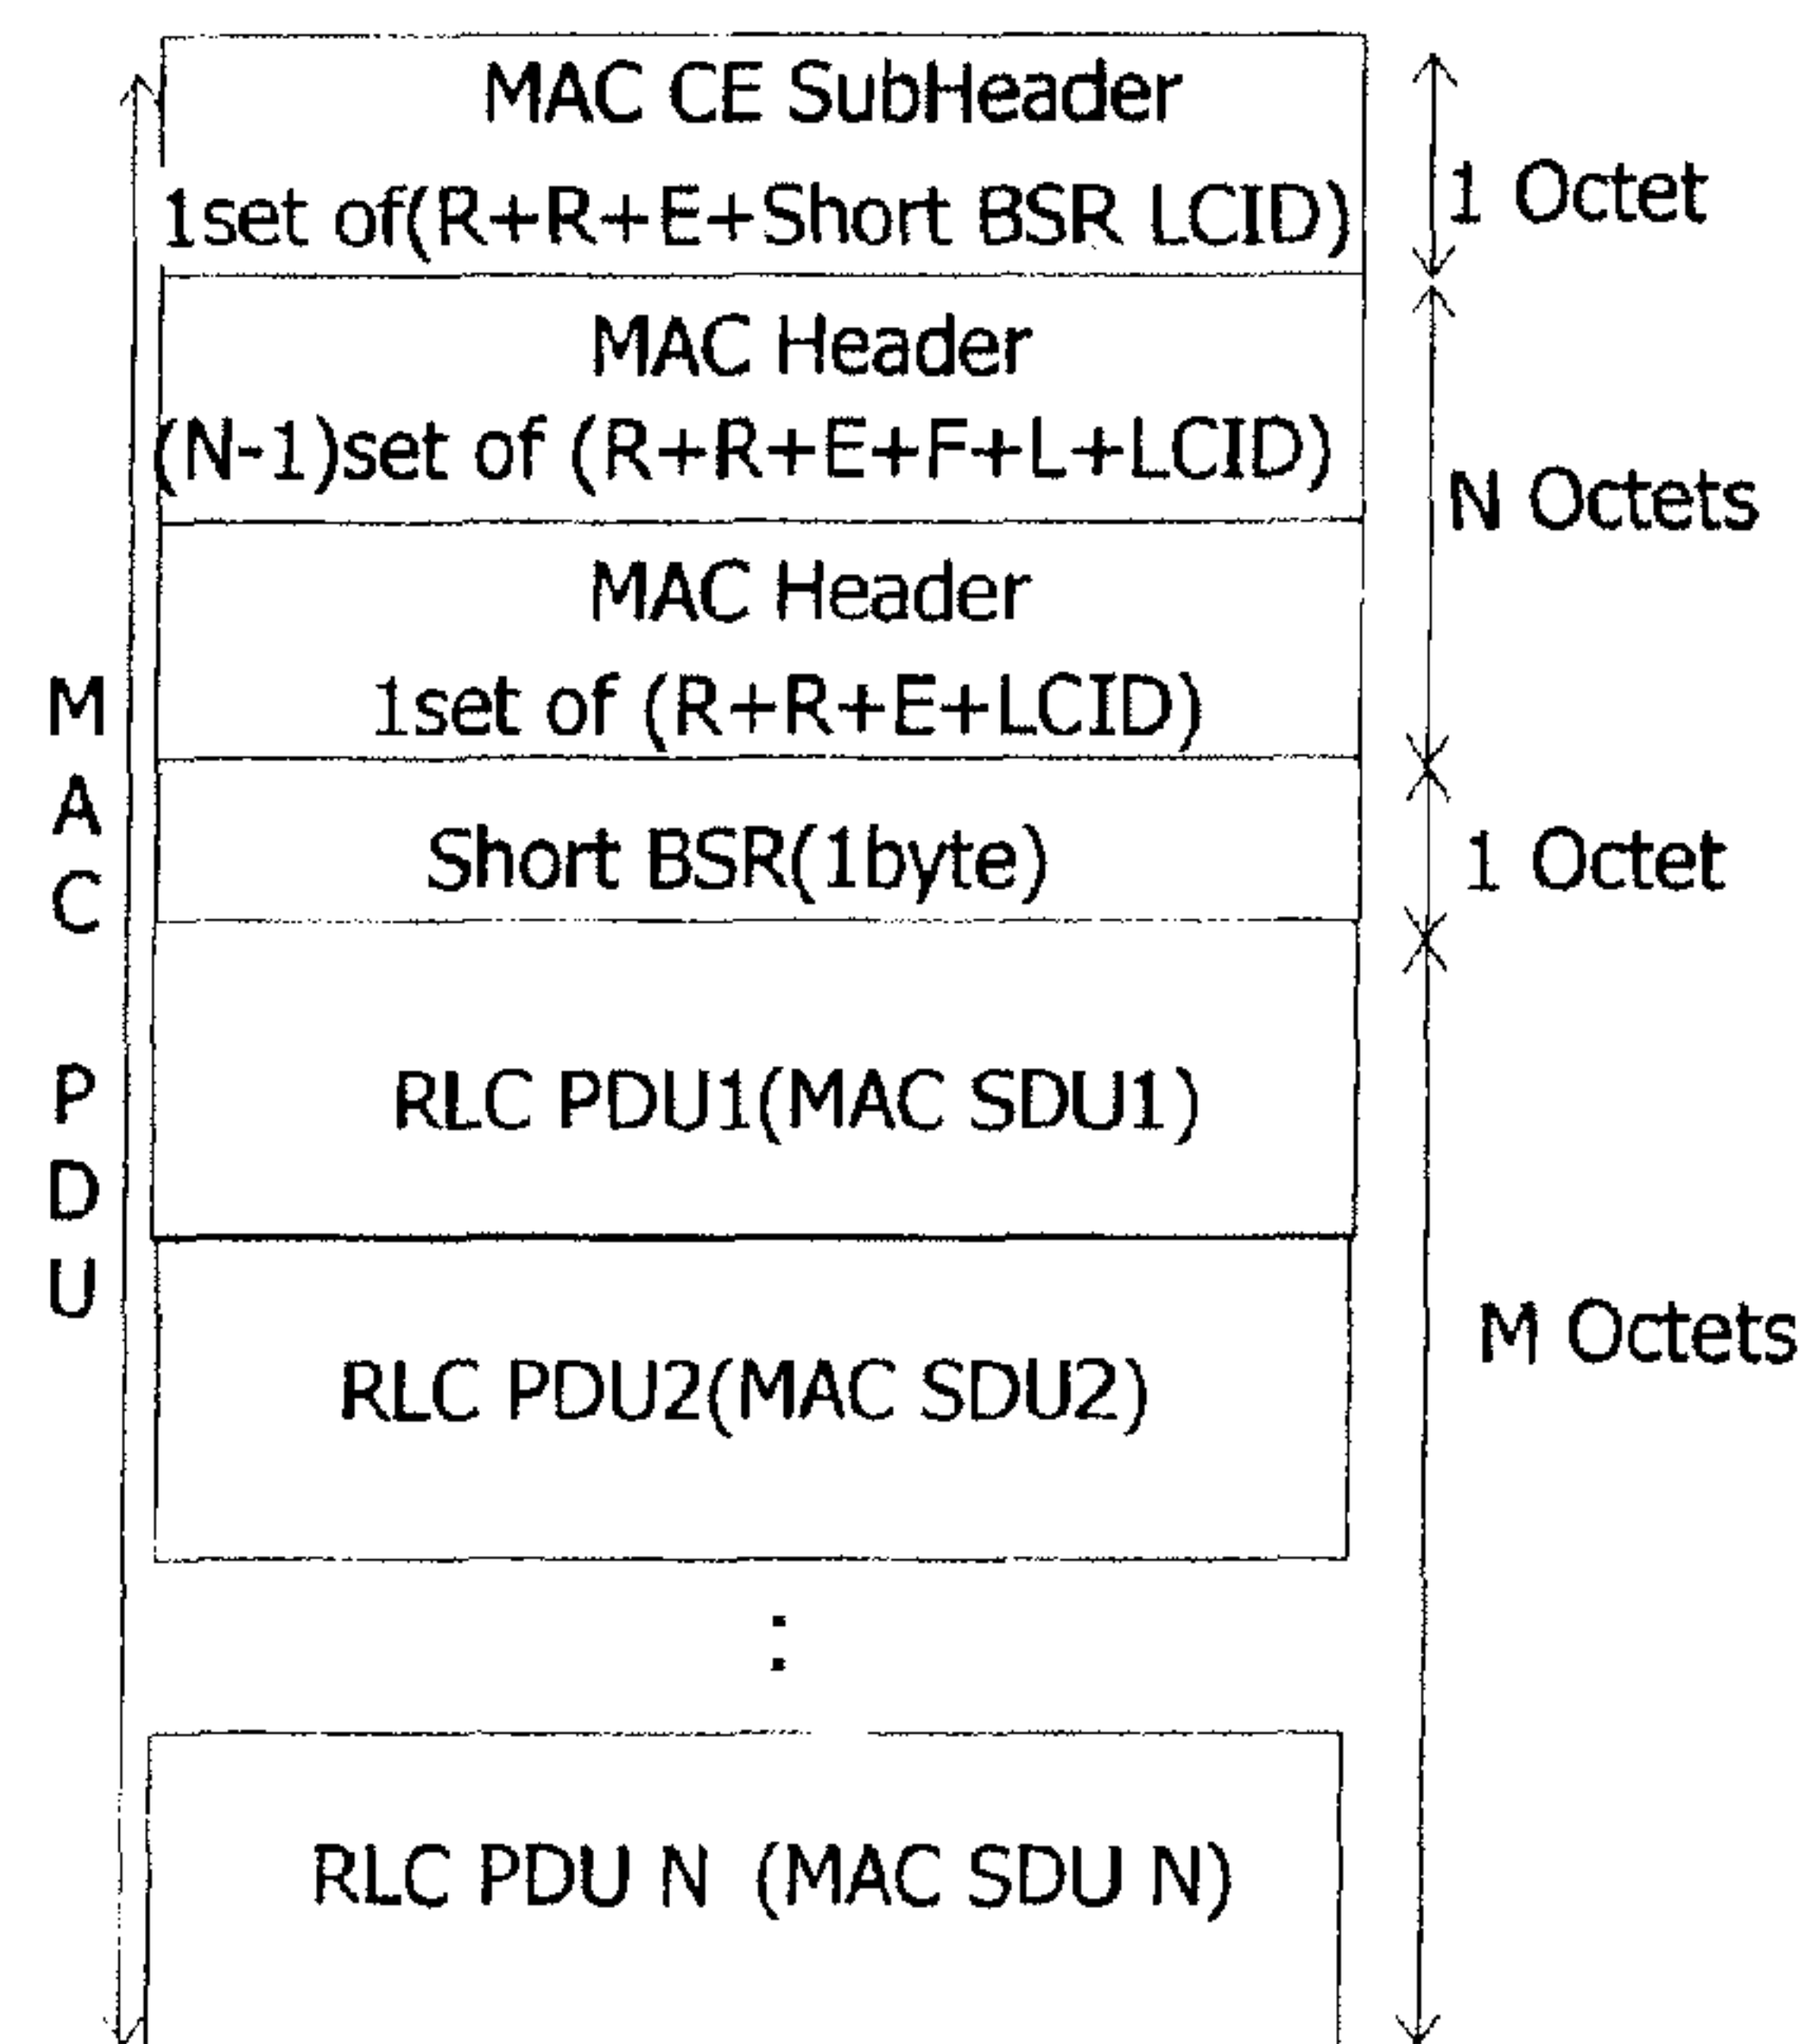 MAC CE SubHeader
1set of(R+R+E+Short BSR LCID)
1 Octet
MAC Header
(N-1)set of (R+R+E+F+L+LCID)
N Octets
MAC Header
1set of (R+R+E+LCID)
Short BSR(1byte)
1 Octet
RLC PDU1(MAC SDU1)
RLC PDU2(MAC SDU2)
M Octets
:
RLC PDU N (MAC SDU N)
M
A
C
P
D
U